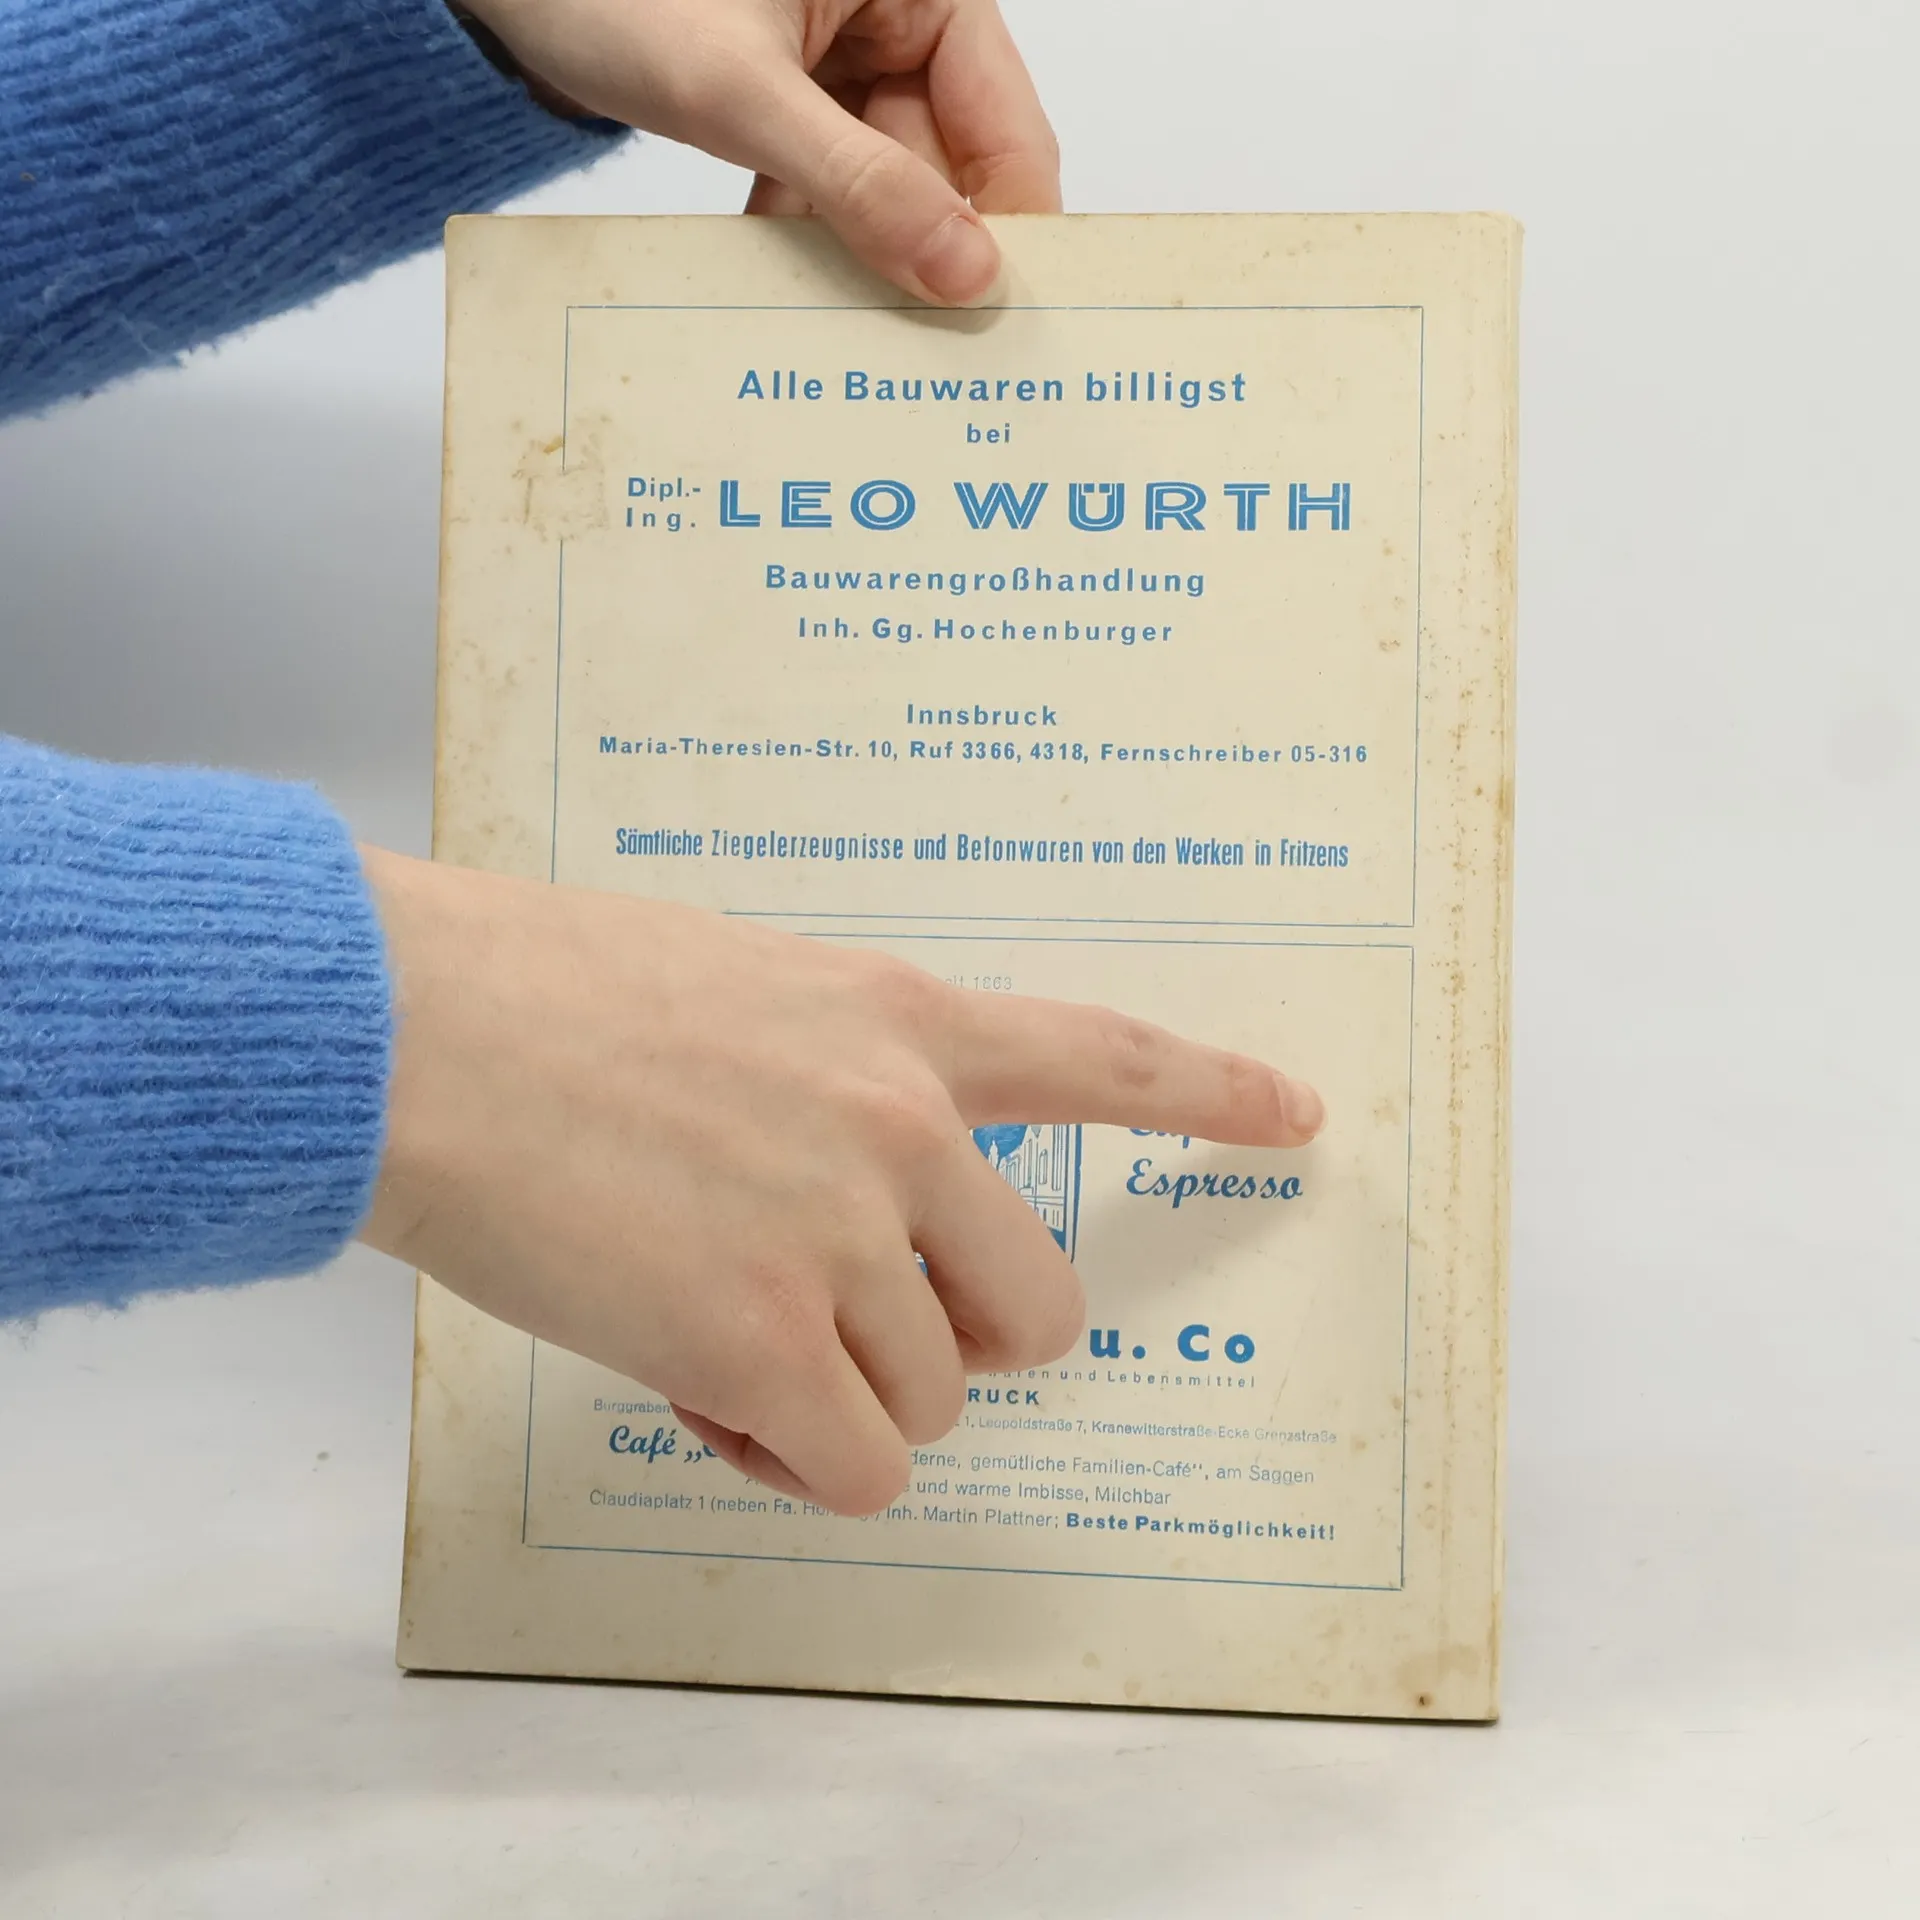 Alle Bauwaren billigst
bei
Dipl.-Ing. LEO WÜRTH
Bauwarengroßhandlung
Inh. Gg. Hochenburger
Innsbruck
Maria-Theresien-Str. 10, Ruf 3366, 4318, Fernschreiber 05-316
Sämtliche Ziegelerzeugnisse und Betonwaren von den Werken in Fritzens
1863
Espresso
u. Co
und Lebensmittel
RUCK
Burggraben 1, Leopoldstraße 7, Kranewitterstraße-Ecke Grenzstraße
Café „ derne, gemütliche Familien-Café“, am Saggen
und warme Imbisse, Milchbar
Claudiaplatz 1 (neben Fa. Inh. Martin Plattner; Beste Parkmöglichkeit!